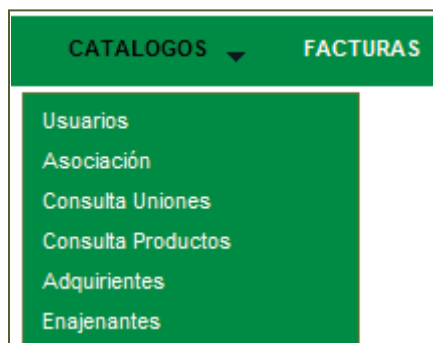 CATALOGOS FACTURAS
Usuarios
Asociación
Consulta Uniones
Consulta Productos
Adquirientes
Enajenantes